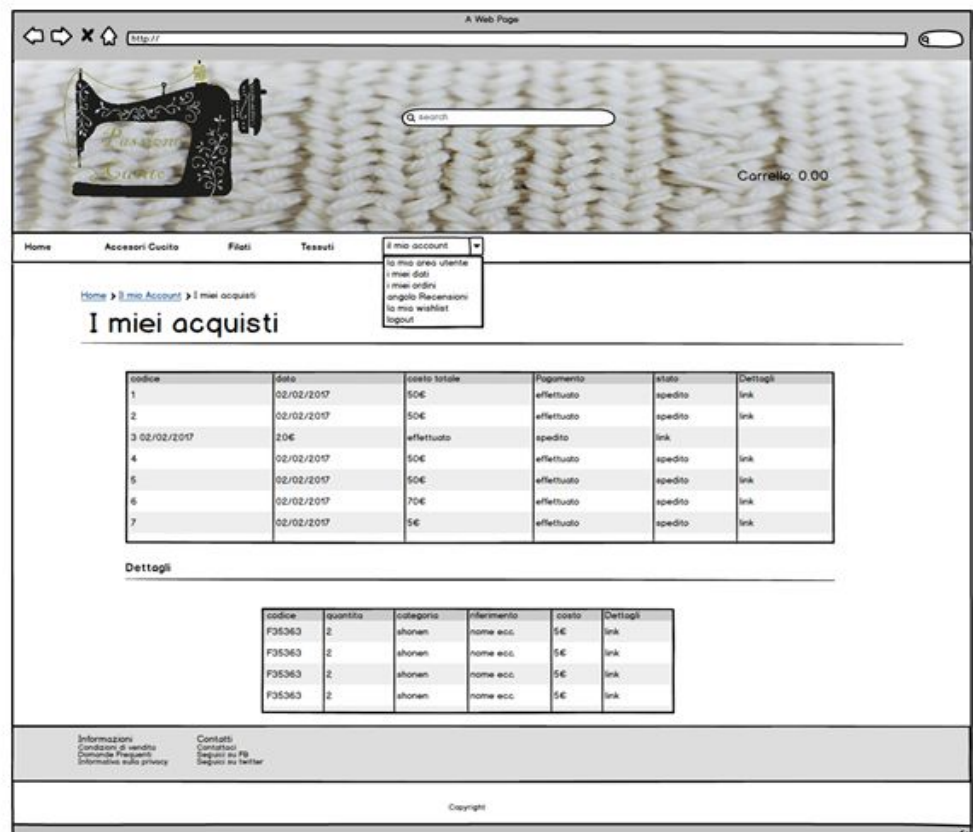 A Web Page
http://
search
Passione
Cucito
Carrello: 0.00
Home Accesori Cucito Filati Tessuti il mio account
la mia area utente
i miei dati
i miei ordini
angolo Recensioni
la mia wishlist
logout
Home > Il mio Account > I miei acquisti
I miei acquisti
codice data costo totale Pagamento stato Dettagli
1 02/02/2017 50€ effettuato spedito link
2 02/02/2017 50€ effettuato spedito link
3 02/02/2017 20€ effettuato spedito link
4 02/02/2017 50€ effettuato spedito link
5 02/02/2017 50€ effettuato spedito link
6 02/02/2017 70€ effettuato spedito link
7 02/02/2017 5€ effettuato spedito link
Dettagli
codice quantita categoria riferimento costo Dettagli
F35363 2 shonen nome ecc. 5€ link
F35363 2 shonen nome ecc. 5€ link
F35363 2 shonen nome ecc. 5€ link
F35363 2 shonen nome ecc. 5€ link
Informazioni Contatti
Condizioni di vendita Contattaci
Domande Frequenti Seguici su FB
Informativa sulla privacy Seguici su twitter
Copyright